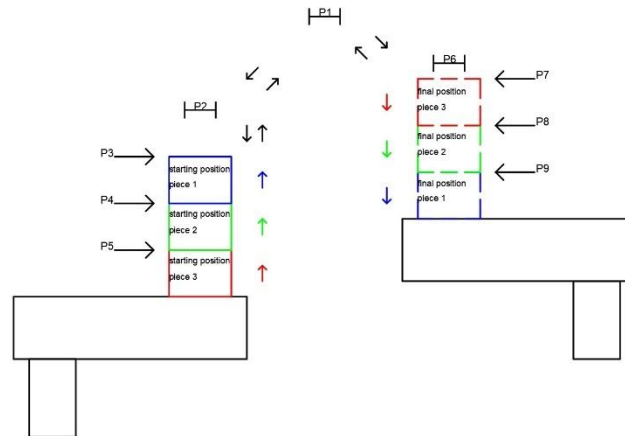 P1
P6
P7
P2
final position
piece 3
P8
final position
piece 2
P3
starting position
piece 1
P9
final position
piece 1
P4
starting position
piece 2
P5
starting position
piece 3